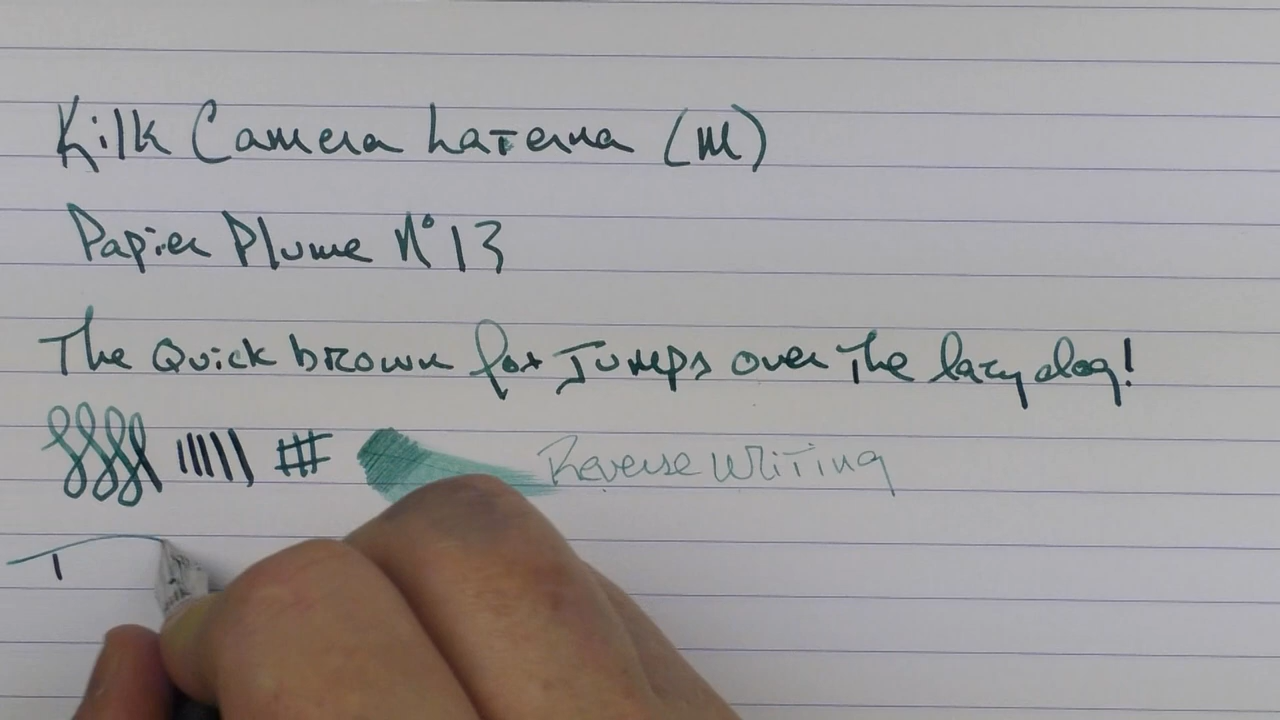 Kilk Camera Laterna (M)
Papier Plume N°13
The Quick brown fox Jumps over The lazy dog!
Reverse Writing